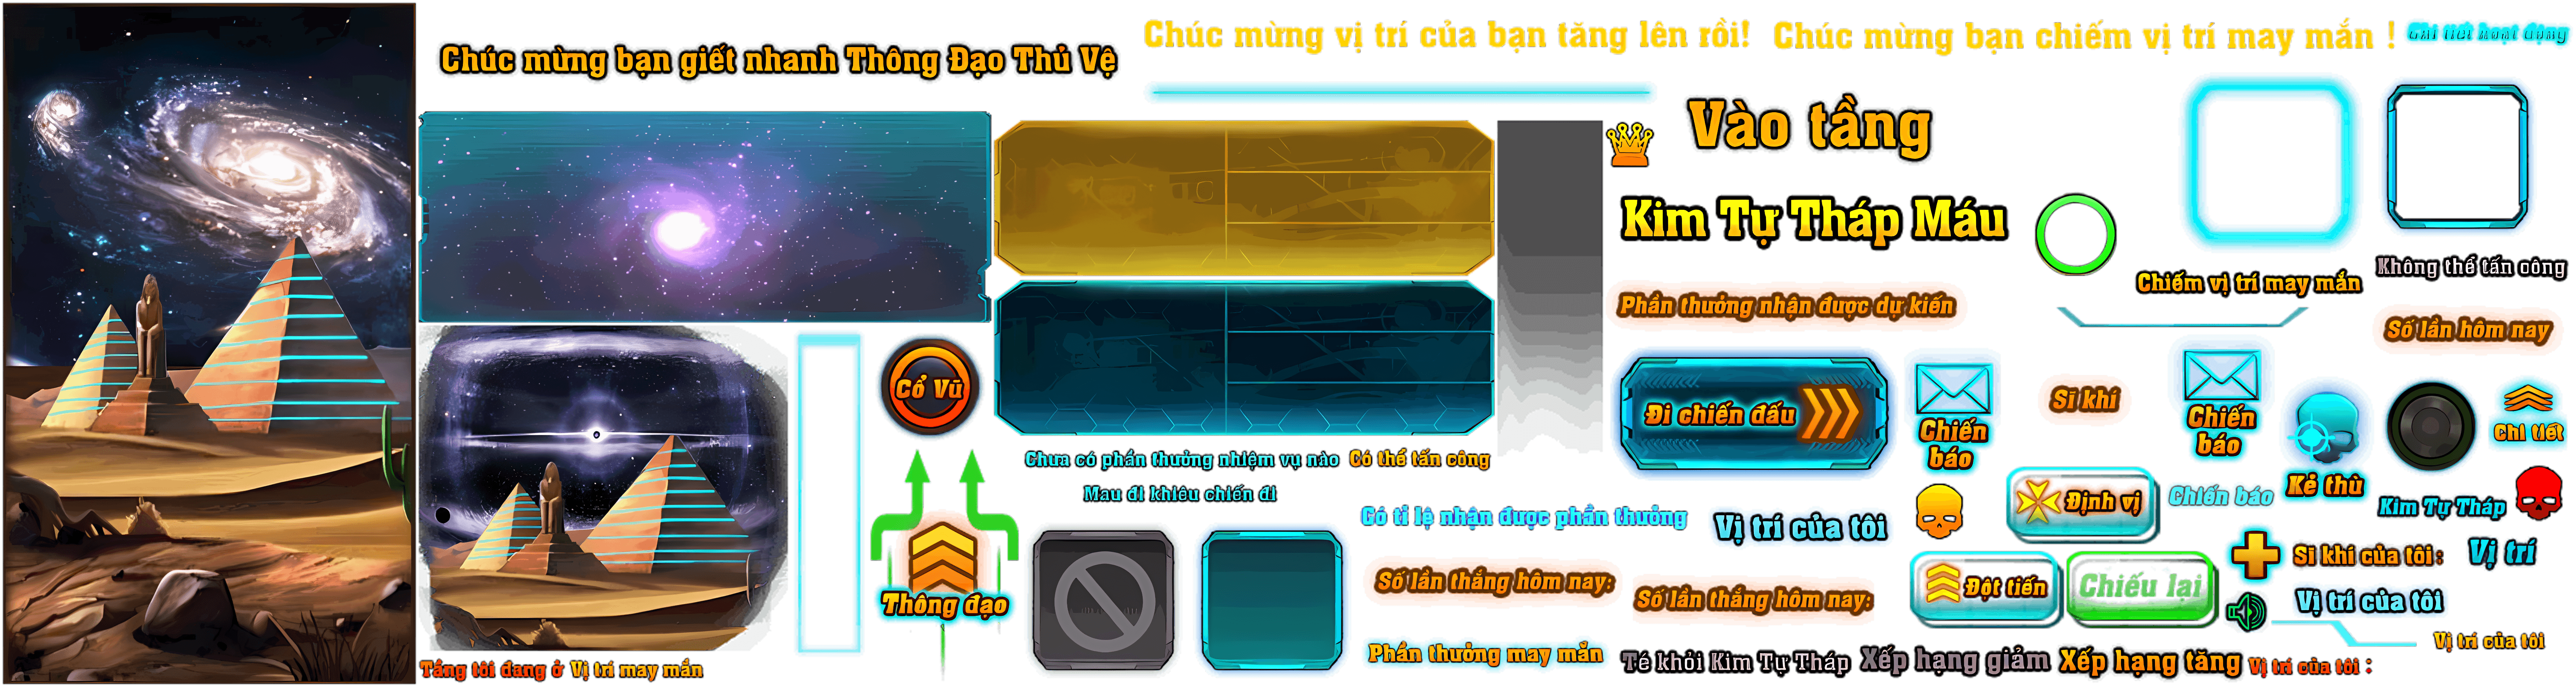 Chúc mừng bạn giết nhanh Thông Đạo Thủ Vệ
Chúc mừng vị trí của bạn tăng lên rồi!
Chúc mừng bạn chiếm vị trí may mắn !
Chi tiết hoạt động
Vào tầng
Kim Tự Tháp Máu
Chiếm vị trí may mắn
Không thể tấn công
Phần thưởng nhận được dự kiến
Số lần hôm nay
Cổ Vũ
Đi chiến đấu
Chiến
báo
Sĩ khí
Chiến
báo
Chi tiết
Chưa có phần thưởng nhiệm vụ nào
Có thể tấn công
Mau đi khiêu chiến đi
Kẻ thù
Định vị
Chiến báo
Kim Tự Tháp
Có tỉ lệ nhận được phần thưởng
Vị trí của tôi
Sĩ khí của tôi :
Vị trí
Số lần thắng hôm nay:
Số lần thắng hôm nay:
Đột tiến
Chiếu lại
Thông đạo
Vị trí của tôi
Vị trí của tôi
Phần thưởng may mắn
Té khỏi Kim Tự Tháp
Xếp hạng giảm
Xếp hạng tăng
Vị trí của tôi :
Tầng tôi đang ở
Vị trí may mắn